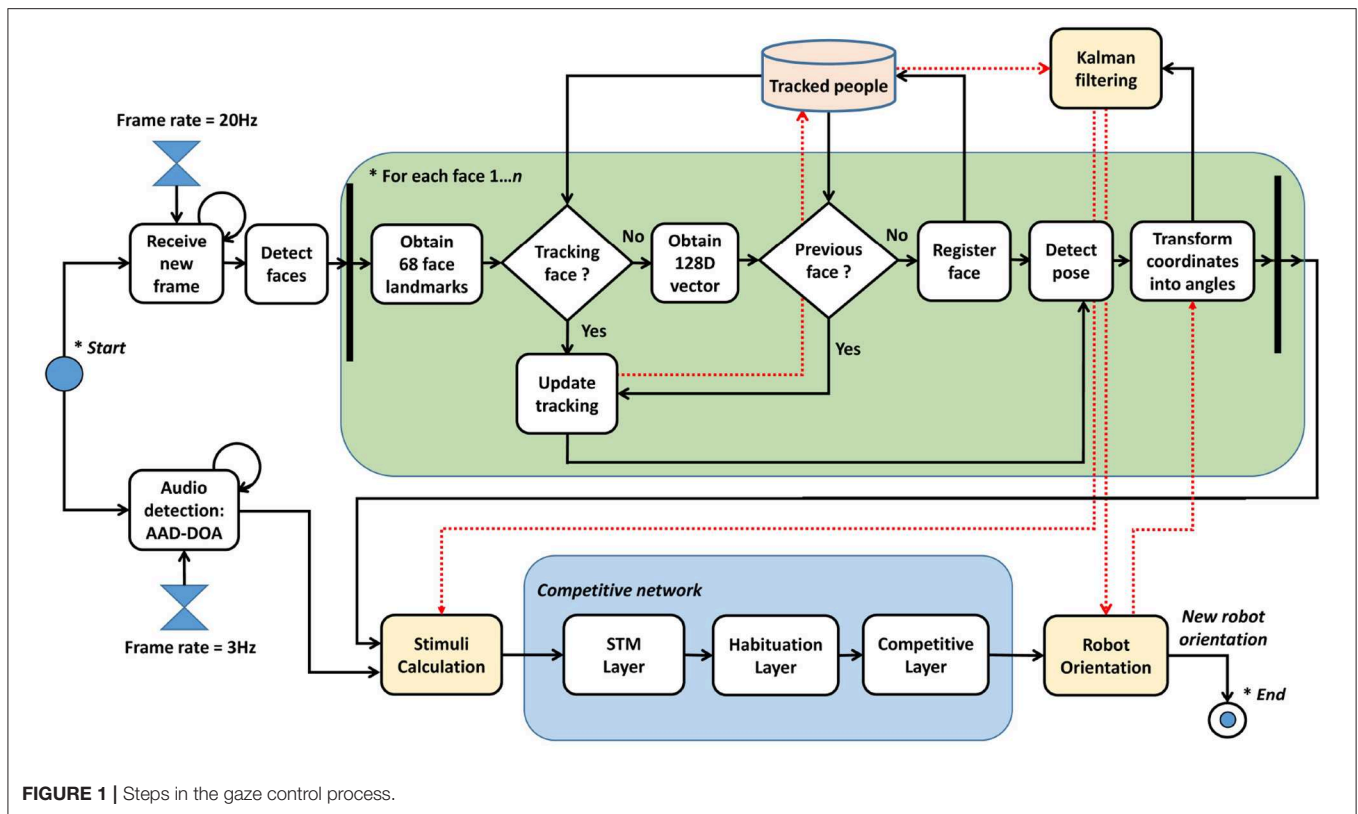 Tracked people
Kalman
filtering
Frame rate = 20Hz
* For each face 1...n
Receive
new
frame
Detect
faces
Obtain
68 face
landmarks
Tracking
face ?
No
Obtain
128D
vector
Previous
face ?
No
Register
face
Detect
pose
Transform
coordinates
into angles
Yes
Yes
* Start
Update
tracking
Audio
detection:
AAD-DOA
Frame rate = 3Hz
Competitive network
Stimuli
Calculation
STM
Layer
Habituation
Layer
Competitive
Layer
Robot
Orientation
New robot
orientation
* End
FIGURE 1 | Steps in the gaze control process.